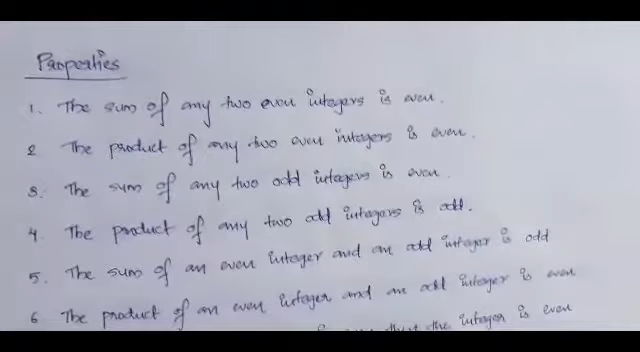 Properties
1. The sum of any two even integers is even.
2 The product of any two even integers is even.
3. The sum of any two odd integers is even.
4. The product of any two odd integers is odd.
5. The sum of an even integer and an odd integer is odd
6 The product of an even integer and an odd integer is even
the integer is even